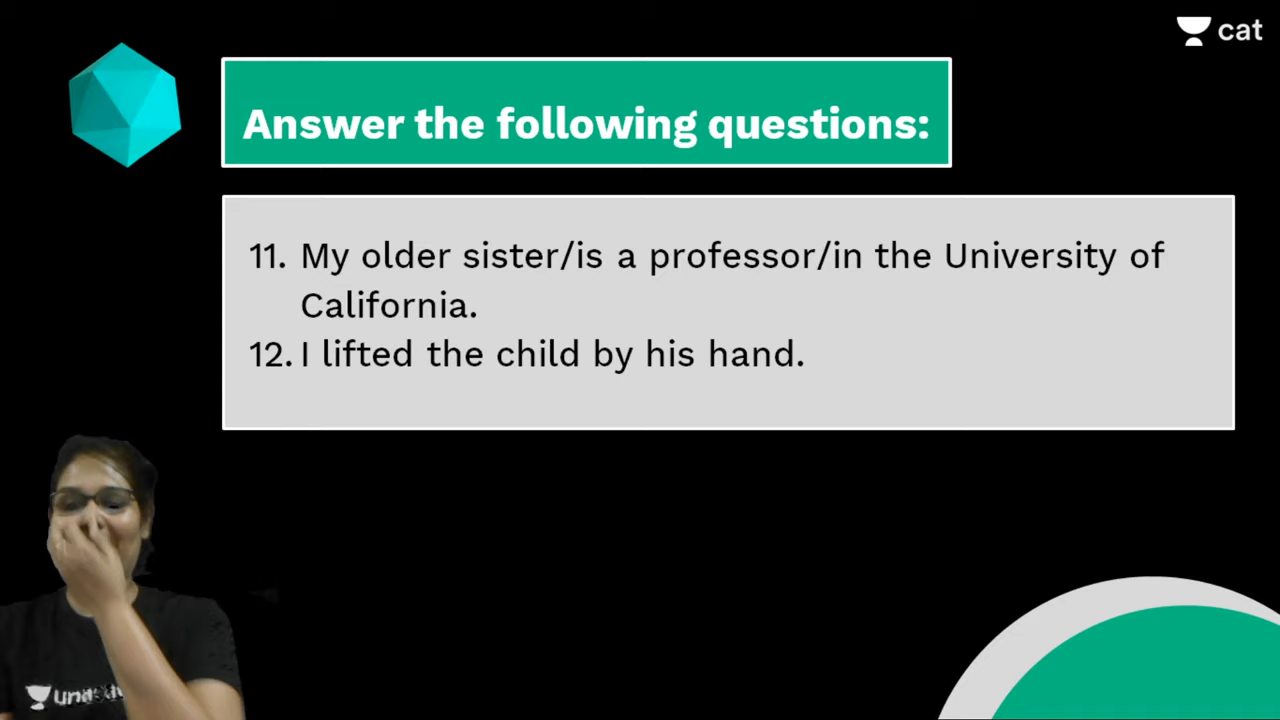 cat
Answer the following questions:
11. My older sister/is a professor/in the University of
California.
12. I lifted the child by his hand.